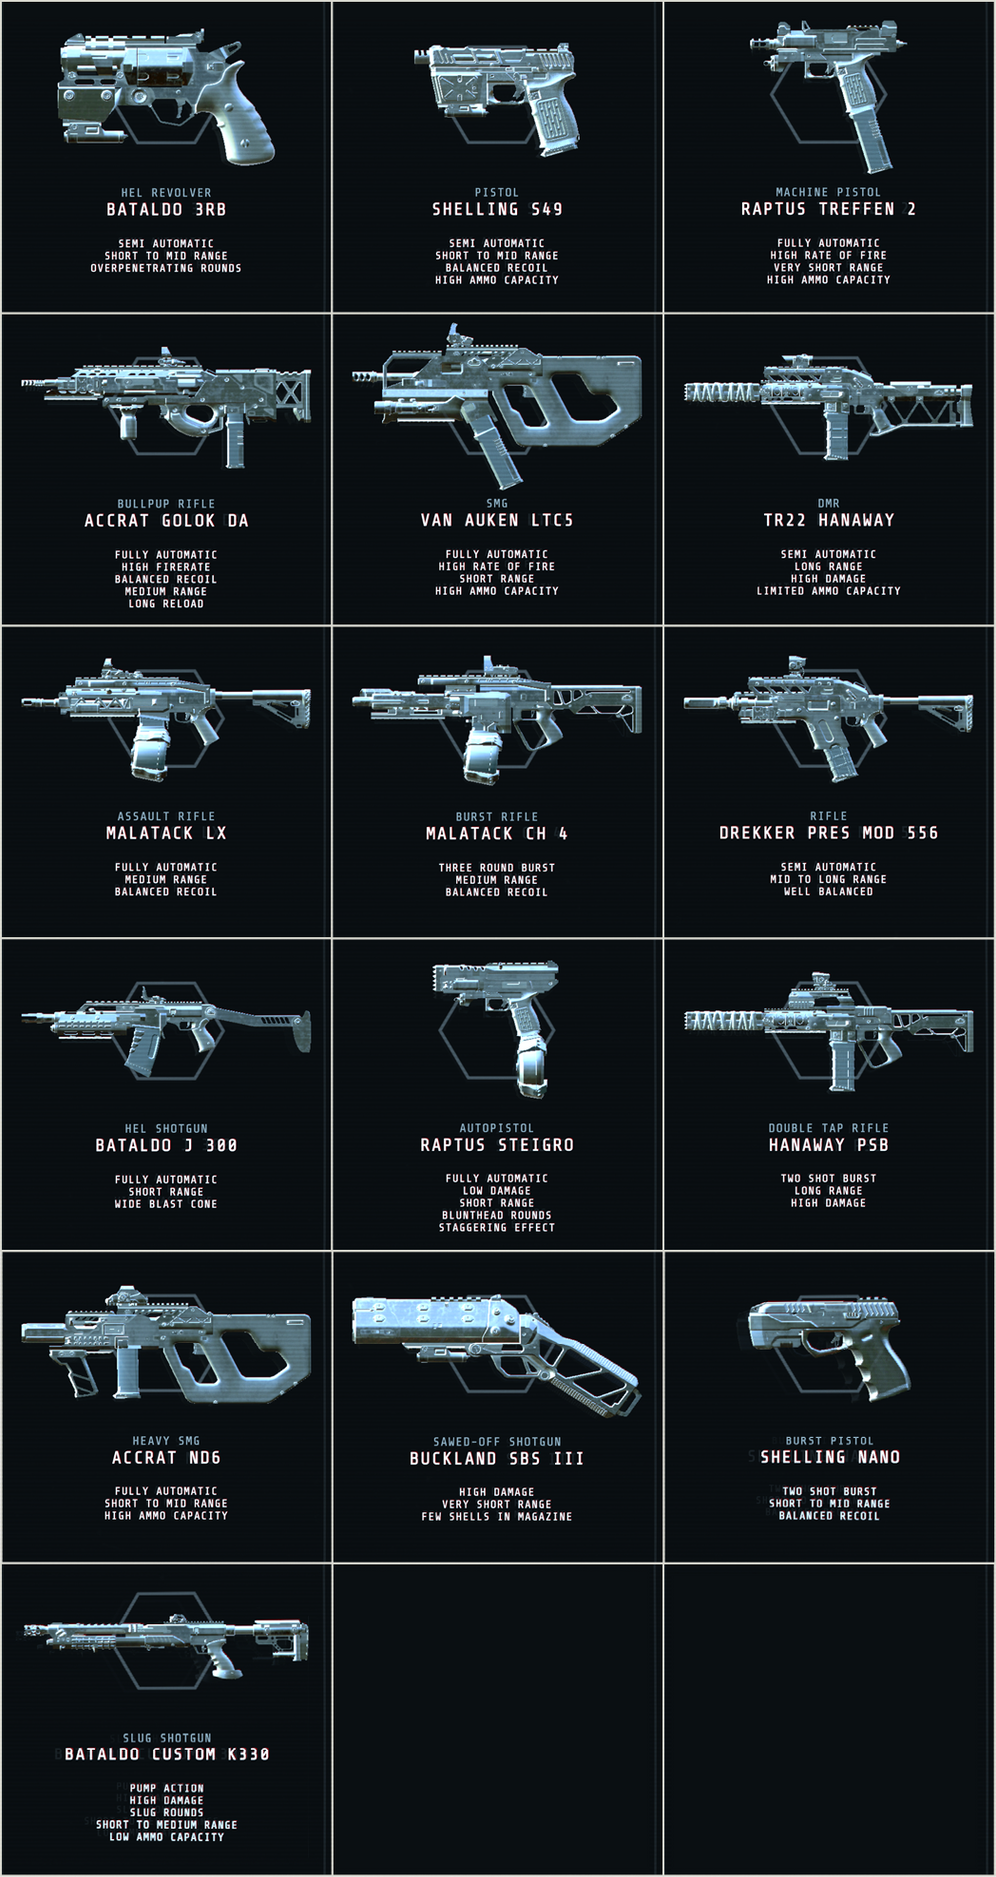 HEL REVOLVER
BATALDO 3RB
SEMI AUTOMATIC
SHORT TO MID RANGE
OVERPENETRATING ROUNDS
PISTOL
SHELLING S49
SEMI AUTOMATIC
SHORT TO MID RANGE
BALANCED RECOIL
HIGH AMMO CAPACITY
MACHINE PISTOL
RAPTUS TREFFEN 2
FULLY AUTOMATIC
HIGH RATE OF FIRE
VERY SHORT RANGE
HIGH AMMO CAPACITY
BULLPUP RIFLE
ACCRAT GOLOK DA
FULLY AUTOMATIC
HIGH FIRERATE
BALANCED RECOIL
MEDIUM RANGE
LONG RELOAD
SMG
VAN AUKEN LTC5
FULLY AUTOMATIC
HIGH RATE OF FIRE
SHORT RANGE
HIGH AMMO CAPACITY
DMR
TR22 HANAWAY
SEMI AUTOMATIC
LONG RANGE
HIGH DAMAGE
LIMITED AMMO CAPACITY
ASSAULT RIFLE
MALATACK LX
FULLY AUTOMATIC
MEDIUM RANGE
BALANCED RECOIL
BURST RIFLE
MALATACK CH 4
THREE ROUND BURST
MEDIUM RANGE
BALANCED RECOIL
RIFLE
DREKKER PRES MOD 556
SEMI AUTOMATIC
MID TO LONG RANGE
WELL BALANCED
HEL SHOTGUN
BATALDO J 300
FULLY AUTOMATIC
SHORT RANGE
WIDE BLAST CONE
AUTOPISTOL
RAPTUS STEIGRO
FULLY AUTOMATIC
LOW DAMAGE
SHORT RANGE
BLUNTHEAD ROUNDS
STAGGERING EFFECT
DOUBLE TAP RIFLE
HANAWAY PSB
TWO SHOT BURST
LONG RANGE
HIGH DAMAGE
HEAVY SMG
ACCRAT ND6
FULLY AUTOMATIC
SHORT TO MID RANGE
HIGH AMMO CAPACITY
SAWED-OFF SHOTGUN
BUCKLAND SBS III
HIGH DAMAGE
VERY SHORT RANGE
FEW SHELLS IN MAGAZINE
BURST PISTOL
SHELLING NANO
TWO SHOT BURST
SHORT TO MID RANGE
BALANCED RECOIL
SLUG SHOTGUN
BATALDO CUSTOM K330
PUMP ACTION
HIGH DAMAGE
SLUG ROUNDS
SHORT TO MEDIUM RANGE
LOW AMMO CAPACITY